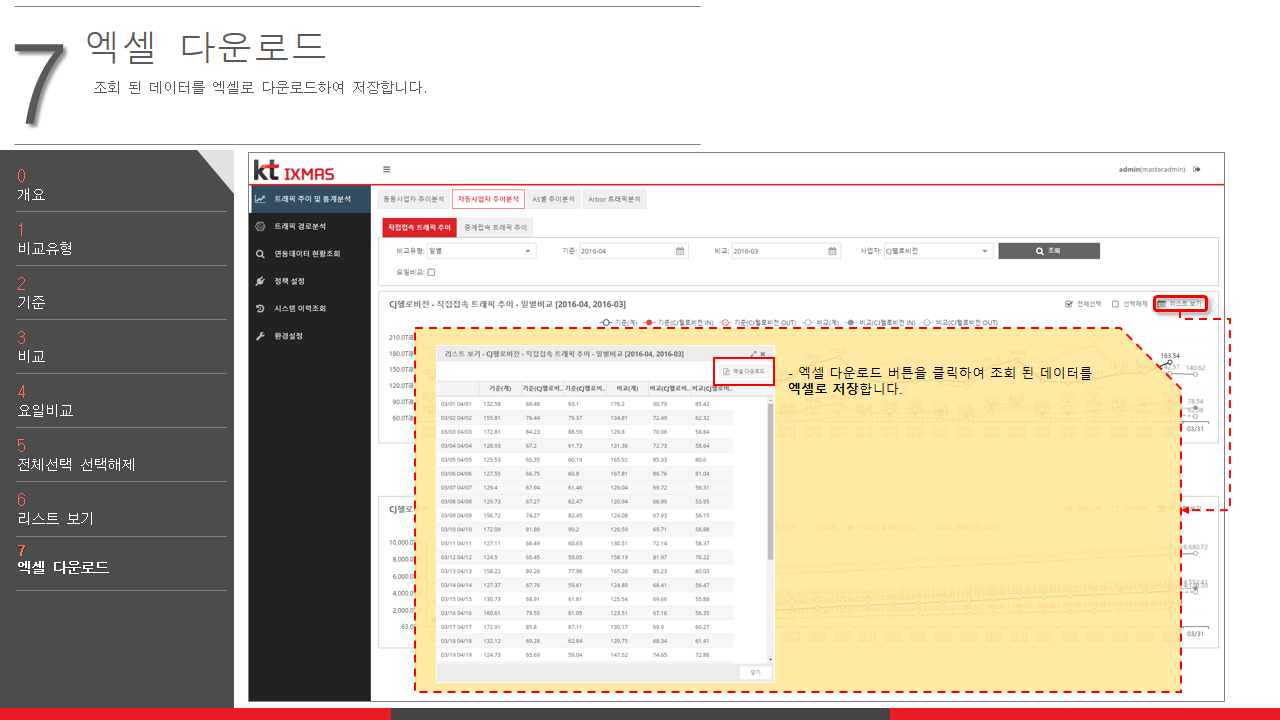 7
엑셀 다운로드
조회 된 데이터를 엑셀로 다운로드하여 저장합니다.
0
개요
1
비교유형
2
기준
3
비교
4
요일비교
5
전체선택 선택해제
6
리스트 보기
7
엑셀 다운로드
kt IXMAS
admin(masteradmin)
트래픽 추이 및 통계분석
트래픽 경로분석
연동데이터 현황조회
정책 설정
시스템 이력조회
환경설정
동등사업자 추이분석 차등사업자 추이분석 AS별 추이분석 Arbor 트래픽분석
직접접속 트래픽 추이 중계접속 트래픽 추이
비교유형: 일별 기준: 2016-04 비교: 2016-03 사업자: CJ헬로비전 조회
요일비교:
CJ헬로비전 - 직접접속 트래픽 추이 - 일별비교 [2016-04, 2016-03]
전체선택 선택해제 리스트 보기
기준(계) 기준(CJ헬로비전 IN) 기준(CJ헬로비전 OUT) 비교(계) 비교(CJ헬로비전 IN) 비교(CJ헬로비전 OUT)
210.0TiB
180.0TiB
150.0TiB
120.0TiB
90.0TiB
60.0TiB
163.54
142.57 140.62
78.54
62.08
03/31
리스트 보기 - CJ헬로비전 - 직접접속 트래픽 추이 - 일별비교 [2016-04, 2016-03]
엑셀 다운로드
- 엑셀 다운로드 버튼을 클릭하여 조회 된 데이터를
엑셀로 저장합니다.
기준(계) 기준(CJ헬로비.. 기준(CJ헬로비.. 비교(계) 비교(CJ헬로비.. 비교(CJ헬로비..
03/01 04/01 132.58 69.48 63.1 176.2 90.79 85.42
03/02 04/02 155.81 76.44 79.37 134.81 72.49 62.32
03/03 04/03 172.81 84.23 88.59 129.8 70.96 58.84
03/04 04/04 128.93 67.2 61.73 131.36 72.73 58.64
03/05 04/05 125.53 65.35 60.19 165.92 85.33 80.6
03/06 04/06 127.55 66.75 60.8 167.81 86.76 81.04
03/07 04/07 129.4 67.94 61.46 129.04 69.72 59.31
03/08 04/08 129.73 67.27 62.47 120.94 66.99 53.95
03/09 04/09 156.72 74.27 82.45 124.08 67.93 56.15
03/10 04/10 172.09 81.89 90.2 126.59 69.71 56.88
03/11 04/11 127.11 66.49 60.63 130.51 72.14 58.37
03/12 04/12 124.5 65.45 59.05 158.19 81.97 76.22
03/13 04/13 158.22 80.26 77.96 165.26 85.23 80.03
03/14 04/14 127.37 67.76 59.61 124.89 68.41 56.47
03/15 04/15 130.73 68.91 61.81 125.54 69.66 55.88
03/16 04/16 160.61 79.55 81.05 123.51 67.16 56.35
03/17 04/17 172.91 85.8 87.11 130.17 69.9 60.27
03/18 04/18 132.12 69.28 62.84 129.75 68.34 61.41
03/19 04/19 124.73 65.69 59.04 147.52 74.65 72.88
닫기
CJ헬로
10,000.0T
8,000.0T
6,000.0T
4,000.0T
2,000.0T
63.0T
8,680.72
03/31